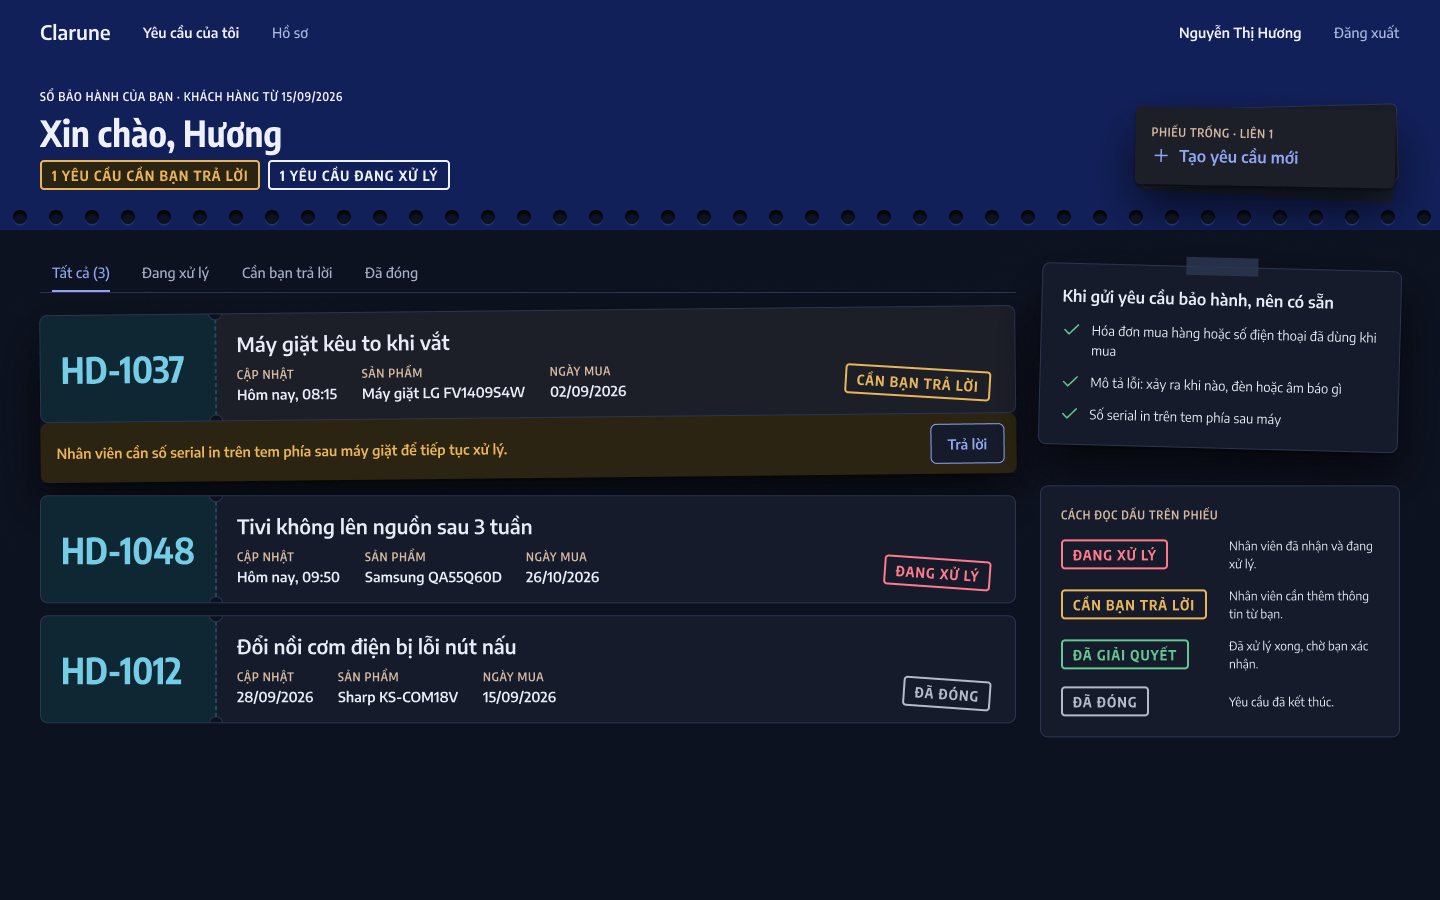 Clarune
Yêu cầu của tôi
Hồ sơ
Nguyễn Thị Hương
Đăng xuất
SỔ BẢO HÀNH CỦA BẠN · KHÁCH HÀNG TỪ 15/09/2026
Xin chào, Hương
1 YÊU CẦU CẦN BẠN TRẢ LỜI
1 YÊU CẦU ĐANG XỬ LÝ
PHIẾU TRỐNG · LIÊN 1
Tạo yêu cầu mới
Tất cả (3)
Đang xử lý
Cần bạn trả lời
Đã đóng
HD-1037
Máy giặt kêu to khi vắt
CẬP NHẬT
SẢN PHẨM
NGÀY MUA
Hôm nay, 08:15
Máy giặt LG FV1409S4W
02/09/2026
CẦN BẠN TRẢ LỜI
Nhân viên cần số serial in trên tem phía sau máy giặt để tiếp tục xử lý.
Trả lời
HD-1048
Tivi không lên nguồn sau 3 tuần
CẬP NHẬT
SẢN PHẨM
NGÀY MUA
Hôm nay, 09:50
Samsung QA55Q60D
26/10/2026
ĐANG XỬ LÝ
HD-1012
Đổi nồi cơm điện bị lỗi nút nấu
CẬP NHẬT
SẢN PHẨM
NGÀY MUA
28/09/2026
Sharp KS-COM18V
15/09/2026
ĐÃ ĐÓNG
Khi gửi yêu cầu bảo hành, nên có sẵn
Hóa đơn mua hàng hoặc số điện thoại đã dùng khi
mua
Mô tả lỗi: xảy ra khi nào, đèn hoặc âm báo gì
Số serial in trên tem phía sau máy
CÁCH ĐỌC DẤU TRÊN PHIẾU
ĐANG XỬ LÝ
Nhân viên đã nhận và đang
xử lý.
CẦN BẠN TRẢ LỜI
Nhân viên cần thêm thông
tin từ bạn.
ĐÃ GIẢI QUYẾT
Đã xử lý xong, chờ bạn xác
nhận.
ĐÃ ĐÓNG
Yêu cầu đã kết thúc.